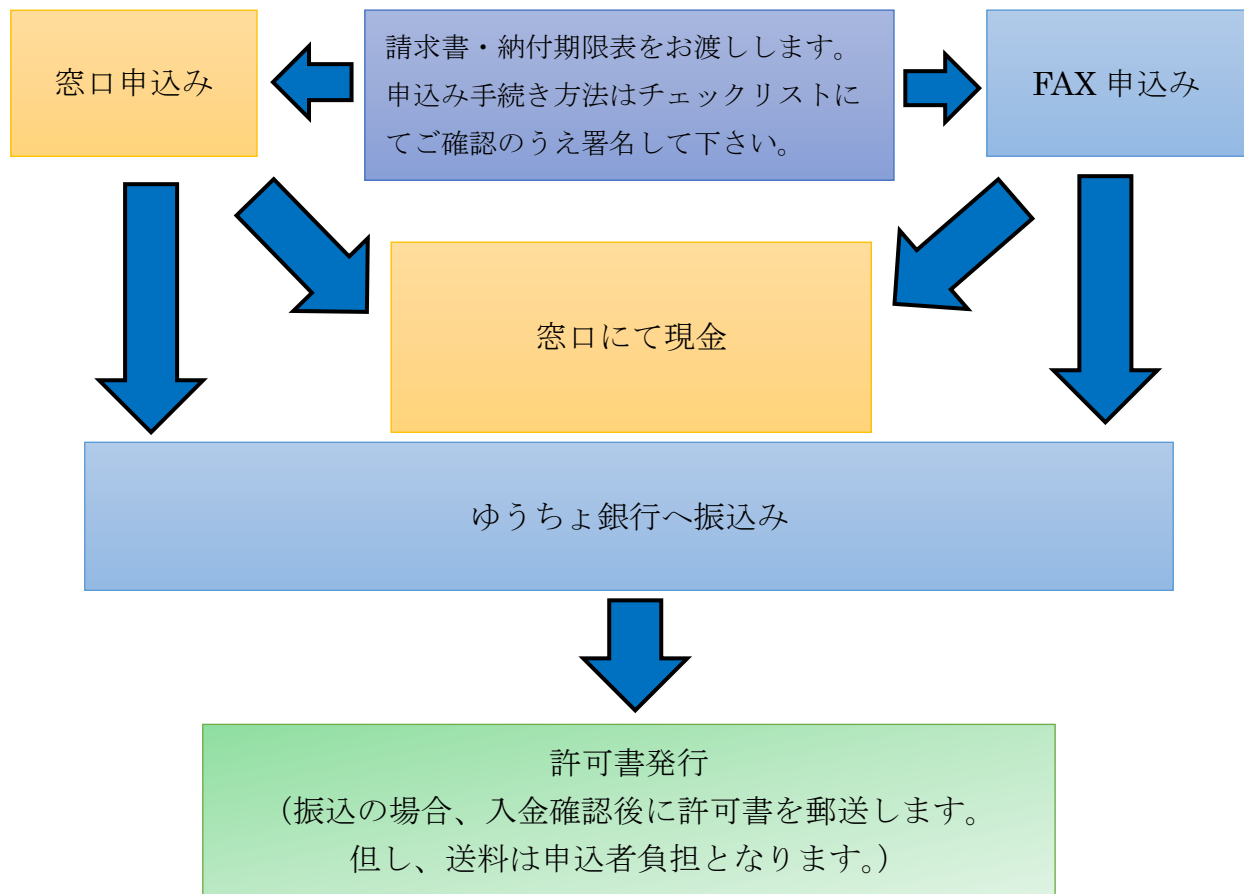 窓口申込み
請求書・納付期限表をお渡しします。
申込み手続き方法はチェックリストに
てご確認のうえ署名して下さい。
FAX 申込み
窓口にて現金
ゆうちょ銀行へ振込み
許可書発行
（振込の場合、入金確認後に許可書を郵送します。
但し、送料は申込者負担となります。）